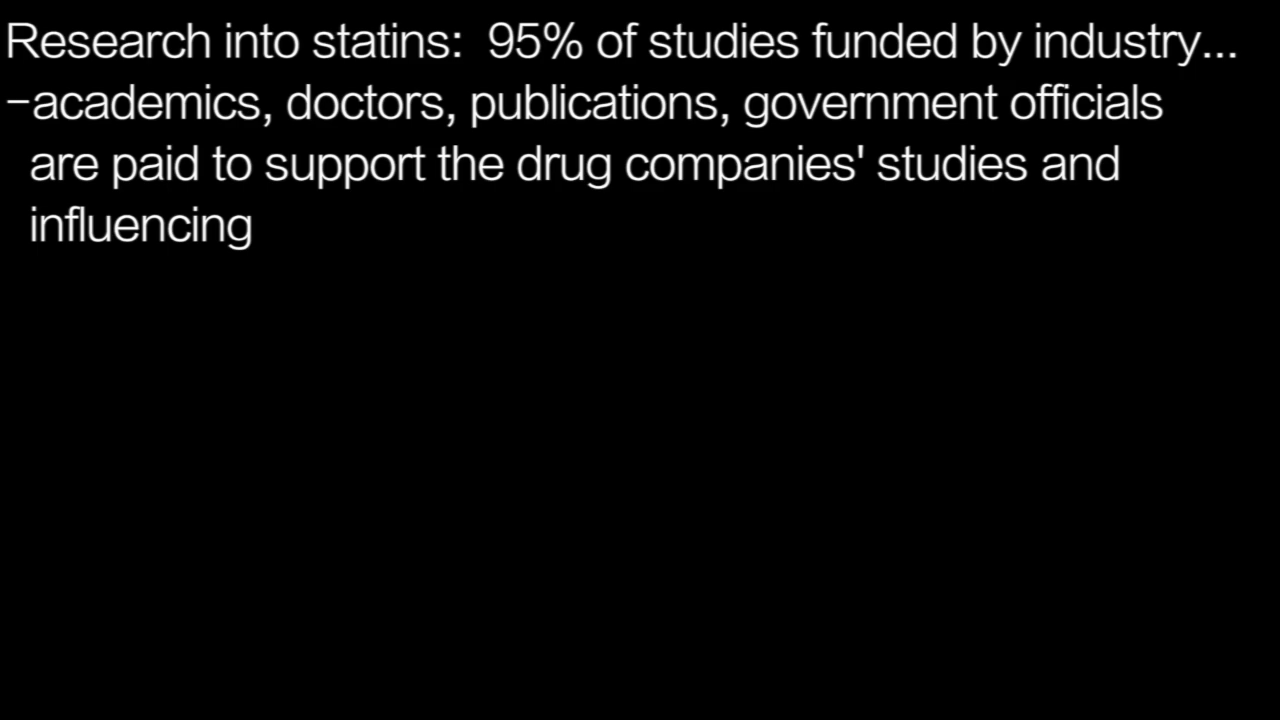 Research into statins:  95% of studies funded by industry...
–academics, doctors, publications, government officials
are paid to support the drug companies' studies and
influencing